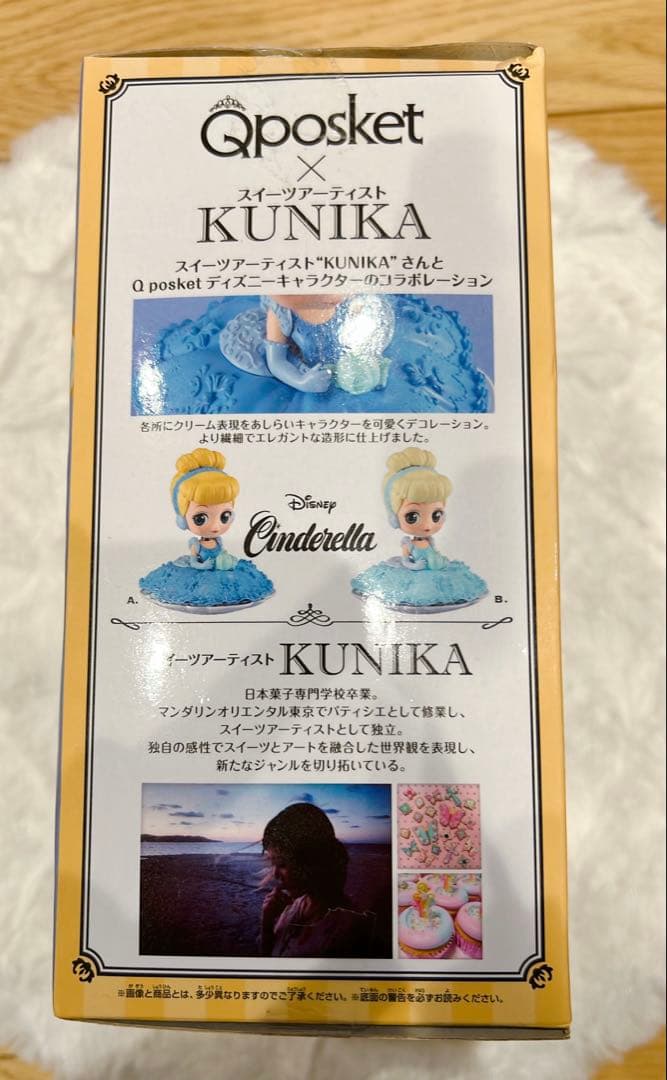 Qposket
×
スイーツアーティスト
KUNIKA
スイーツアーティスト“KUNIKA”さんと
Q posket ディズニーキャラクターのコラボレーション
各所にクリーム表現をあしらいキャラクターを可愛くデコレーション。
より繊細でエレガントな造形に仕上げました。
Disney
Cinderella
A.
B.
イーツアーティスト KUNIKA
日本菓子専門学校卒業。
マンダリンオリエンタル東京でパティシエとして修業し、
スイーツアーティストとして独立。
独自の感性でスイーツとアートを融合した世界観を表現し、
新たなジャンルを切り拓いている。
※画像と商品とは、多少異なりますのでご了承ください。※底面の警告を必ずお読みください。